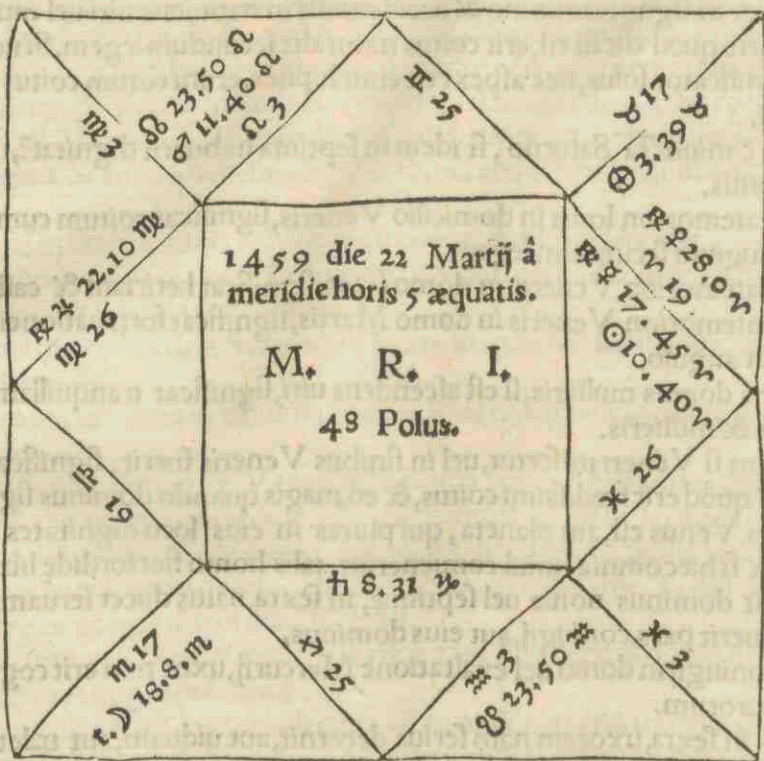 1459 die 22 Martij â
meridie horis 5 æquatis.
M. R. I.
48 Polus.
♊ 25
☊ 23.50 ♌
♂ 11.40 ♌
♌ 3
♍ 3
℞ ♃ 22.10 ♍
♍ 26
♎ 19
♏ 17
r. ☽ 18.8. ♏
♐ 25
♄ 8. 31 ♑
♒ 3
☋ 23.50 ♒
♓ 3
♓ 26
℞ ♀ 28.0 ♈
♈ 19
℞ ☿ 17 45 ♈
☉ 10. 40 ♈
♉ 17 ♉
⊕ 3.39 ♉